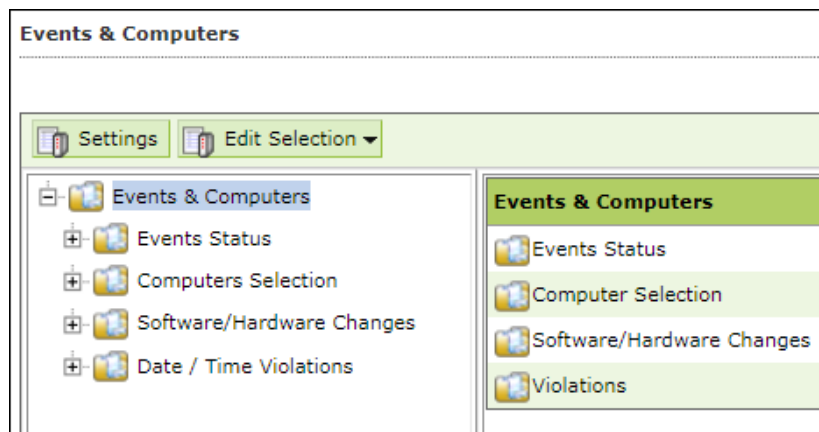 Events & Computers
Settings Edit Selection
Events & Computers
Events Status
Computers Selection
Software/Hardware Changes
Date / Time Violations
Events & Computers
Events Status
Computer Selection
Software/Hardware Changes
Violations